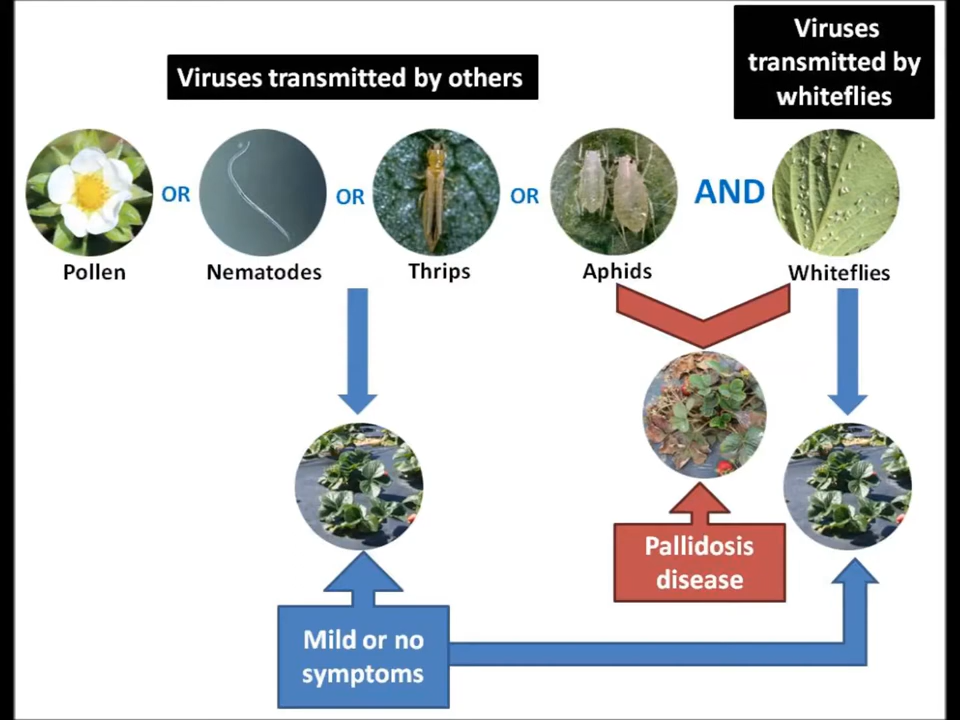 Viruses transmitted by others
Viruses
transmitted by
whiteflies
OR
OR
OR
AND
Pollen
Nematodes
Thrips
Aphids
Whiteflies
Pallidosis
disease
Mild or no
symptoms